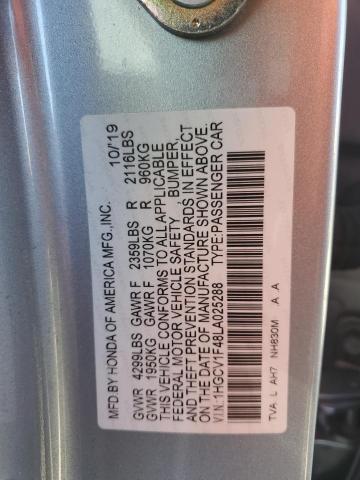 MFD.BY HONDA OF AMERICA MFG.,INC. 10/'19
GVWR 4299LBS GAWR F 2359LBS R 2116LBS
GVWR 1950KG GAWR F 1070KG R 960KG
THIS VEHICLE CONFORMS TO ALL APPLICABLE
FEDERAL MOTOR VEHICLE SAFETY, BUMPER,
AND THEFT PREVENTION STANDARDS IN EFFECT
ON THE DATE OF MANUFACTURE SHOWN ABOVE.
V.I.N.:1HGCV1F48LA025288 TYPE:PASSENGER CAR
TVA L AH7 NH830M A A